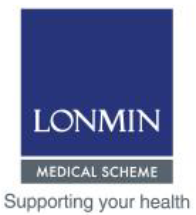 LONMIN
MEDICAL SCHEME
Supporting your health